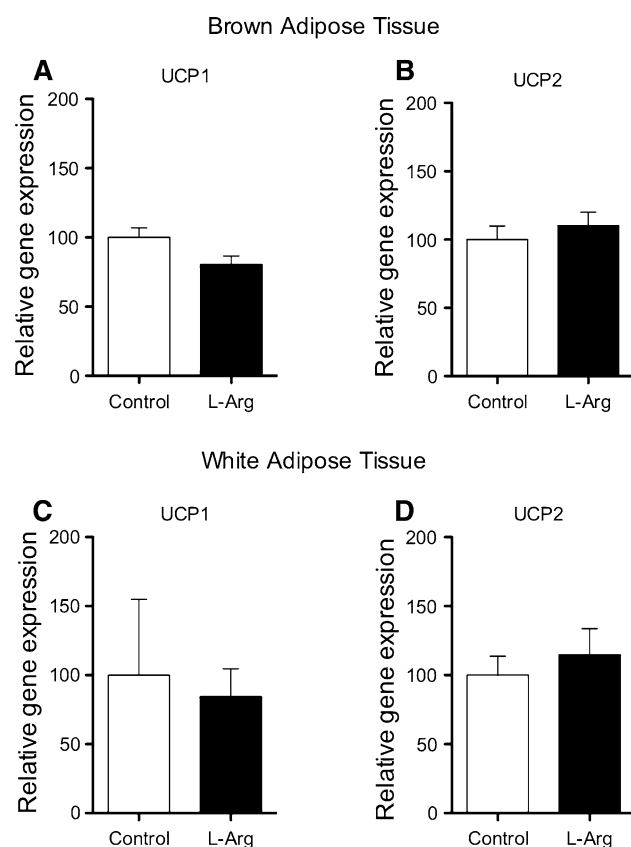 Brown Adipose Tissue
A
UCP1
Relative gene expression
200
150
100
50
0
Control L-Arg
B
UCP2
Relative gene expression
200
150
100
50
0
Control L-Arg
White Adipose Tissue
C
UCP1
Relative gene expression
200
150
100
50
0
Control L-Arg
D
UCP2
Relative gene expression
200
150
100
50
0
Control L-Arg